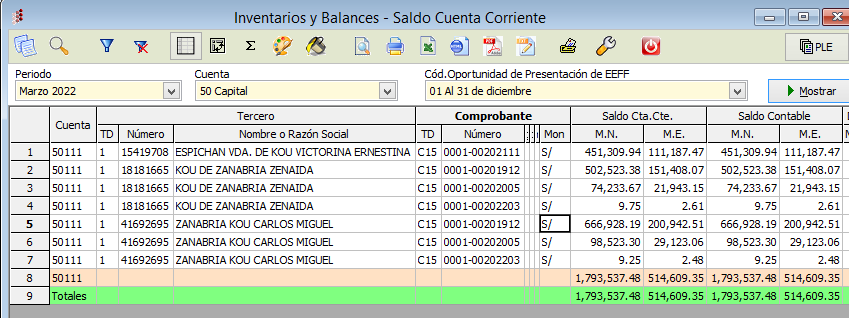 Inventarios y Balances - Saldo Cuenta Corriente
Σ PDF PLE
Periodo Cuenta Cód.Oportunidad de Presentación de EEFF
Marzo 2022 50 Capital 01 Al 31 de diciembre Mostrar
Cuenta Tercero Comprobante Saldo Cta.Cte. Saldo Contable
TD Número Nombre o Razón Social TD Número Mon M.N. M.E. M.N. M.E.
1 50111 1 15419708 ESPICHAN VDA. DE KOU VICTORINA ERNESTINA C15 0001-00202111 S/ 451,309.94 111,187.47 451,309.94 111,187.47
2 50111 1 18181665 KOU DE ZANABRIA ZENAIDA C15 0001-00201912 S/ 502,523.38 151,408.07 502,523.38 151,408.07
3 50111 1 18181665 KOU DE ZANABRIA ZENAIDA C15 0001-00202005 S/ 74,233.67 21,943.15 74,233.67 21,943.15
4 50111 1 18181665 KOU DE ZANABRIA ZENAIDA C15 0001-00202203 S/ 9.75 2.61 9.75 2.61
5 50111 1 41692695 ZANABRIA KOU CARLOS MIGUEL C15 0001-00201912 S/ 666,928.19 200,942.51 666,928.19 200,942.51
6 50111 1 41692695 ZANABRIA KOU CARLOS MIGUEL C15 0001-00202005 S/ 98,523.30 29,123.06 98,523.30 29,123.06
7 50111 1 41692695 ZANABRIA KOU CARLOS MIGUEL C15 0001-00202203 S/ 9.25 2.48 9.25 2.48
8 50111 1,793,537.48 514,609.35 1,793,537.48 514,609.35
9 Totales 1,793,537.48 514,609.35 1,793,537.48 514,609.35